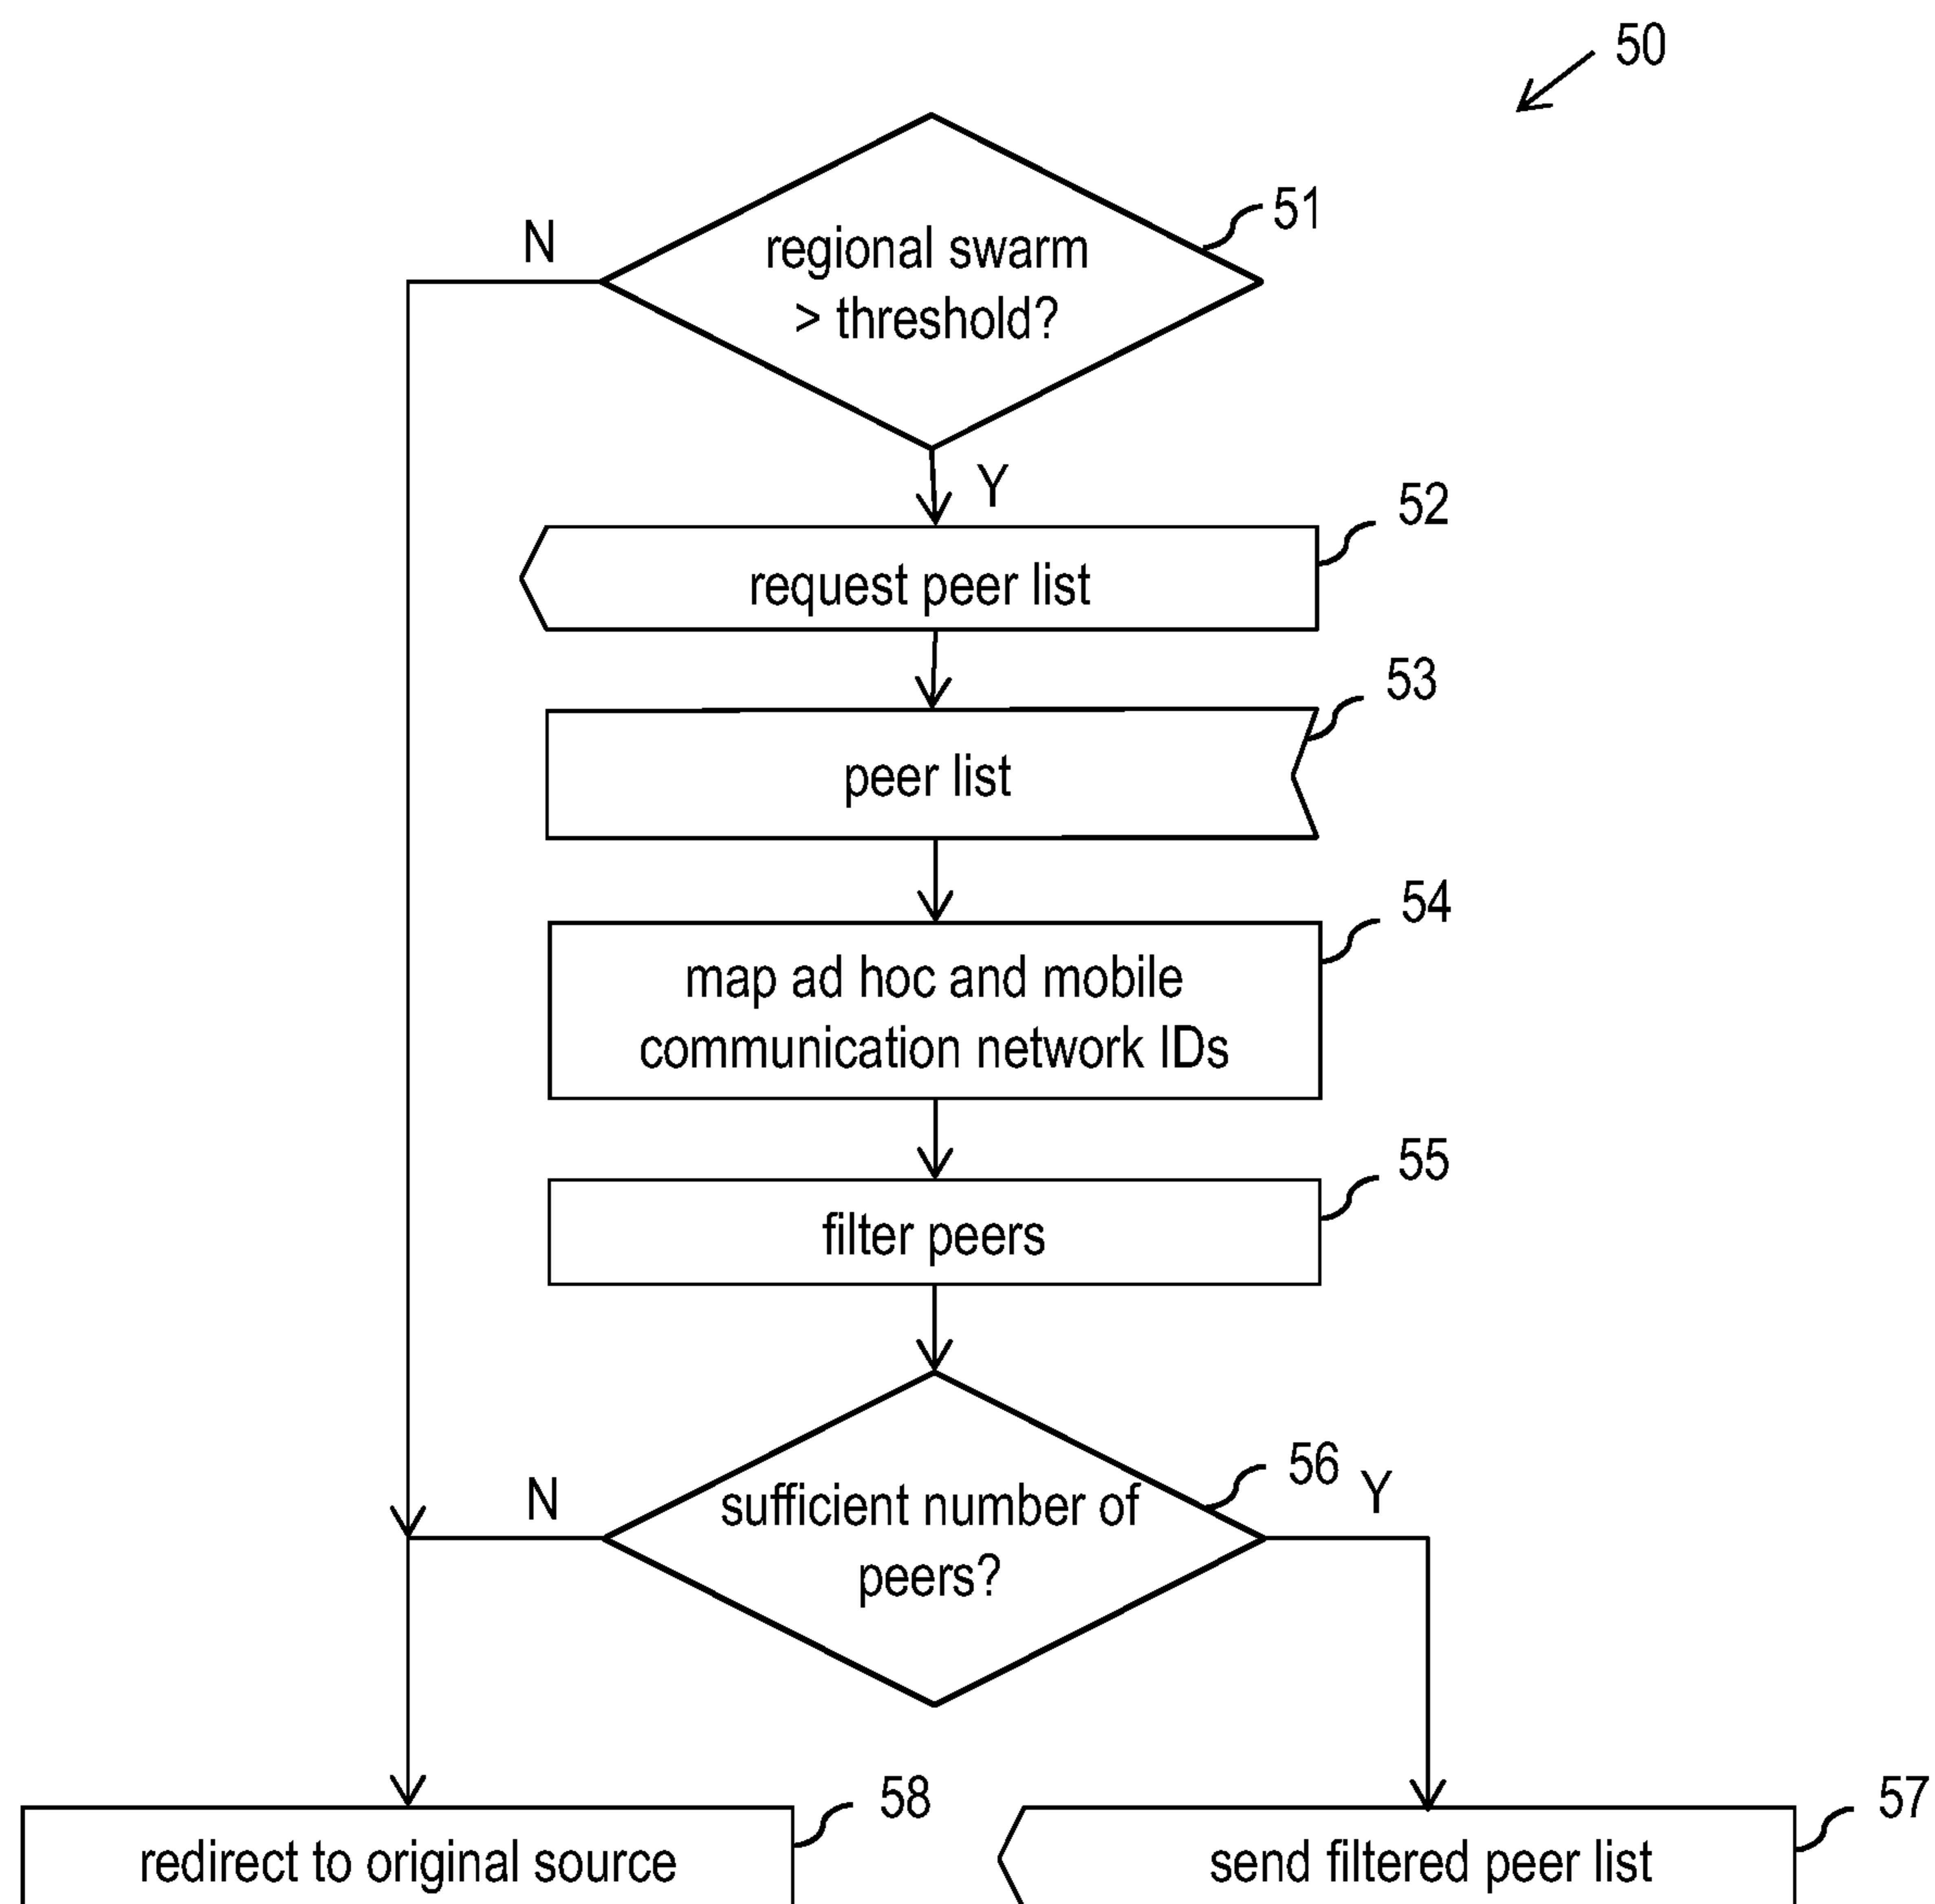 50
51
N
regional swarm
> threshold?
Y
52
request peer list
53
peer list
54
map ad hoc and mobile
communication network IDs
55
filter peers
56
N
Y
sufficient number of
peers?
58
57
redirect to original source
send filtered peer list